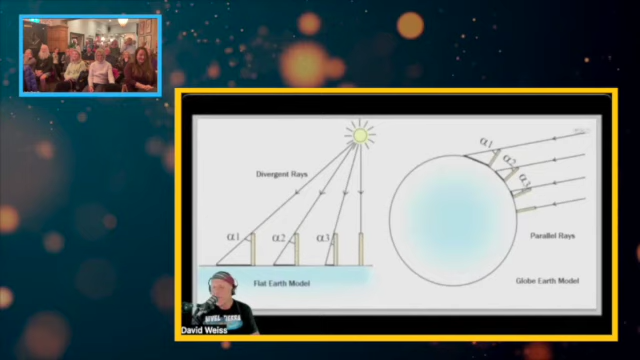 Divergent Rays
α1
α2
α3
Flat Earth Model
α1
α2
α3
Parallel Rays
Globe Earth Model
David Weiss